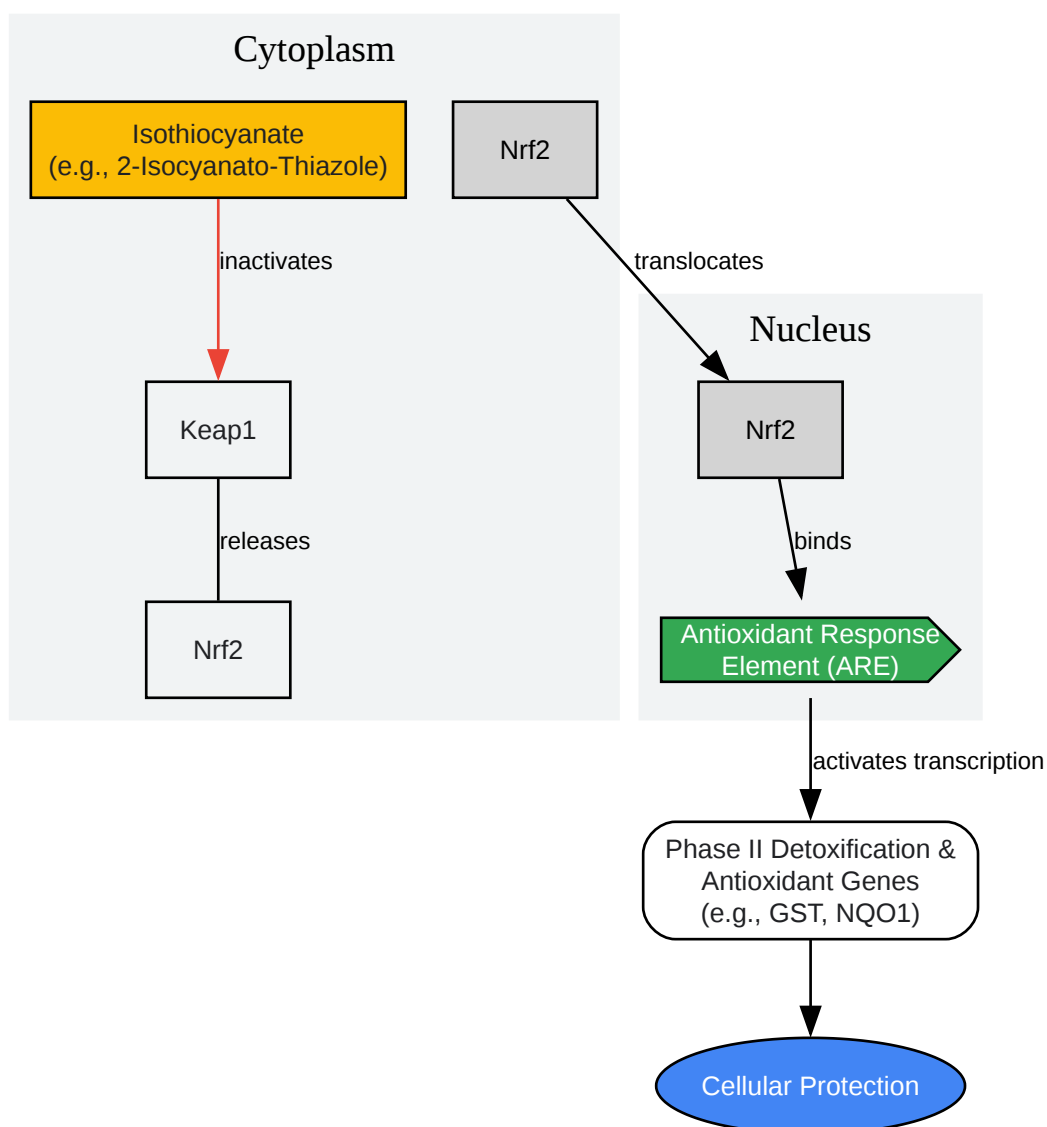 Cytoplasm
Isothiocyanate
(e.g., 2-Isocyanato-Thiazole)
Nrf2
inactivates
translocates
Nucleus
Keap1
Nrf2
releases
binds
Nrf2
Antioxidant Response
Element (ARE)
activates transcription
Phase II Detoxification &
Antioxidant Genes
(e.g., GST, NQO1)
Cellular Protection